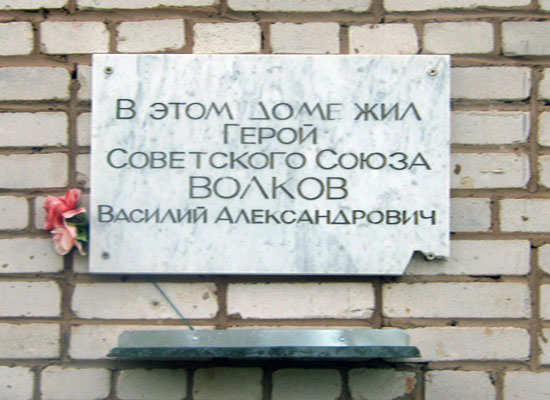 В ЭТОМ ДОМЕ ЖИЛ
ГЕРОЙ
СОВЕТСКОГО СОЮЗА
ВОЛКОВ
ВАСИЛИЙ АЛЕКСАНДРОВИЧ